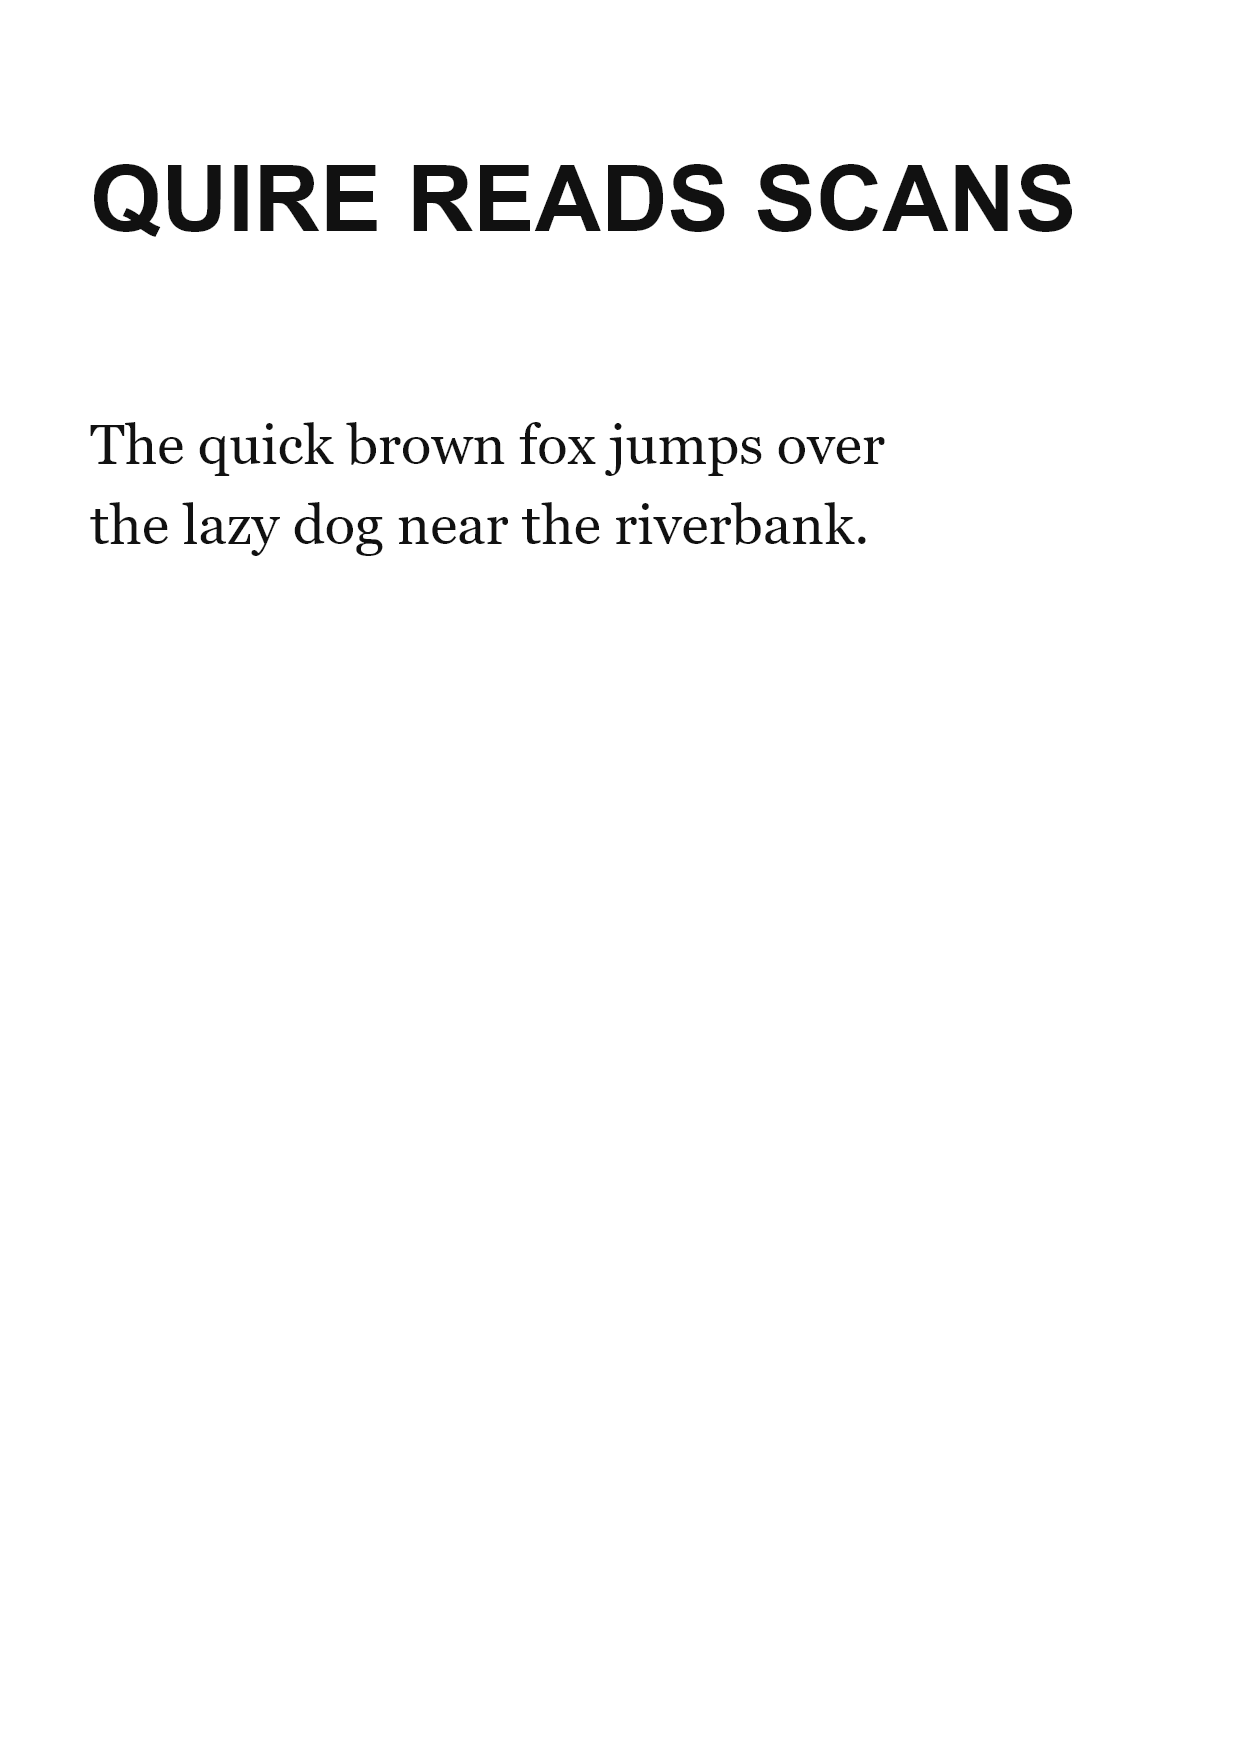 QUIRE READS SCANS
The quick brown fox jumps over
the lazy dog near the riverbank.